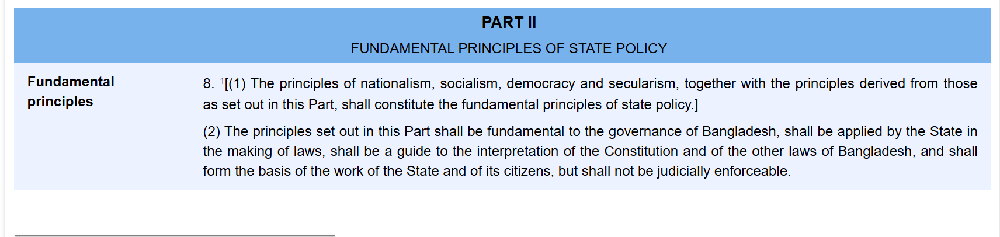 PART II
FUNDAMENTAL PRINCIPLES OF STATE POLICY
Fundamental
principles
8. 1[(1) The principles of nationalism, socialism, democracy and secularism, together with the principles derived from those
as set out in this Part, shall constitute the fundamental principles of state policy.]
(2) The principles set out in this Part shall be fundamental to the governance of Bangladesh, shall be applied by the State in
the making of laws, shall be a guide to the interpretation of the Constitution and of the other laws of Bangladesh, and shall
form the basis of the work of the State and of its citizens, but shall not be judicially enforceable.